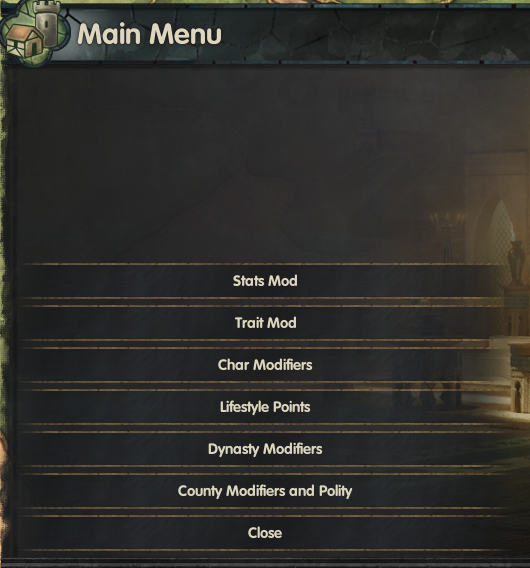 Main Menu
Stats Mod
Trait Mod
Char Modifiers
Lifestyle Points
Dynasty Modifiers
County Modifiers and Polity
Close